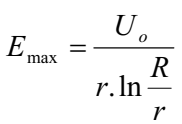 E_max = U_o / (r.ln R/r)